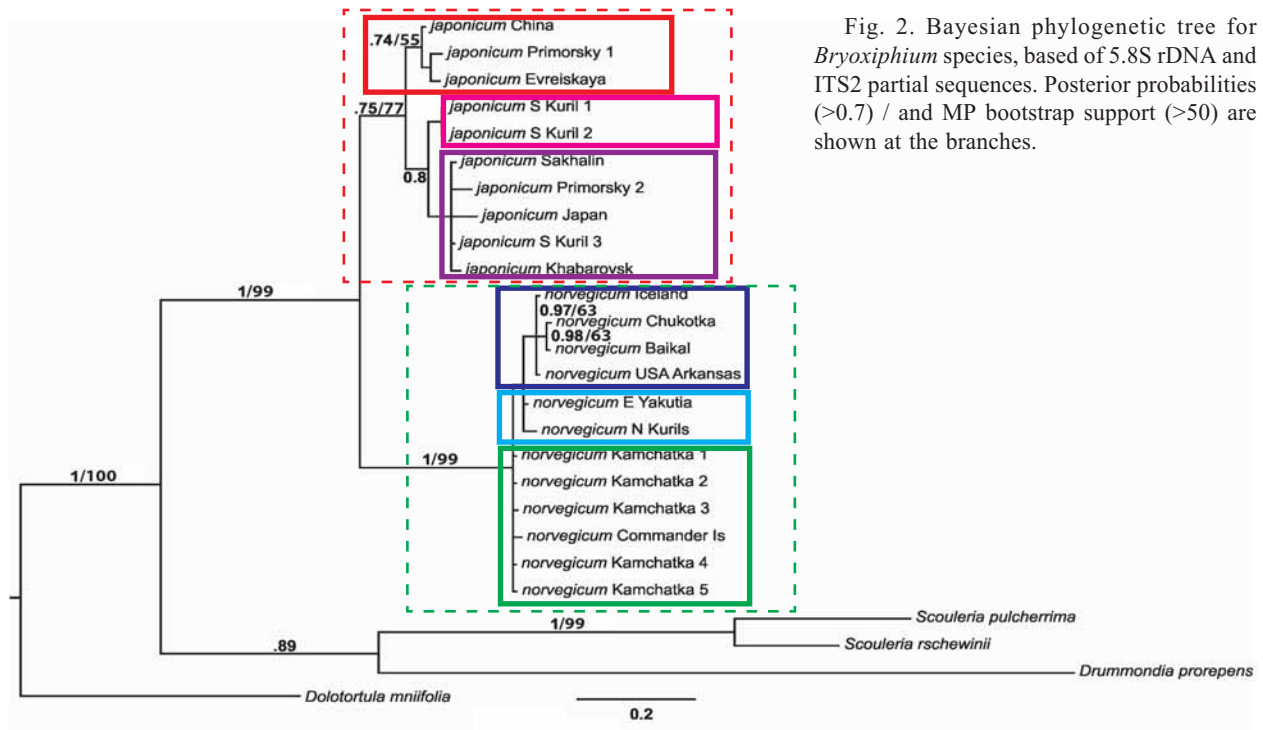 japonicum China
.74/55
japonicum Primorsky 1
japonicum Evreiskaya
.75/77
japonicum S Kuril 1
japonicum S Kuril 2
japonicum Sakhalin
0.8
japonicum Primorsky 2
japonicum Japan
japonicum S Kuril 3
japonicum Khabarovsk
1/99
norvegicum Iceland
0.97/63
norvegicum Chukotka
0.98/63
norvegicum Baikal
norvegicum USA Arkansas
norvegicum E Yakutia
norvegicum N Kurils
1/99
norvegicum Kamchatka 1
1/100
norvegicum Kamchatka 2
norvegicum Kamchatka 3
norvegicum Commander Is
norvegicum Kamchatka 4
norvegicum Kamchatka 5
Scouleria pulcherrima
1/99
Scouleria rschewinii
.89
Drummondia prorepens
Dolotortula mniifolia
0.2
Fig. 2. Bayesian phylogenetic tree for
Bryoxiphium species, based of 5.8S rDNA and
ITS2 partial sequences. Posterior probabilities
(>0.7) / and MP bootstrap support (>50) are
shown at the branches.